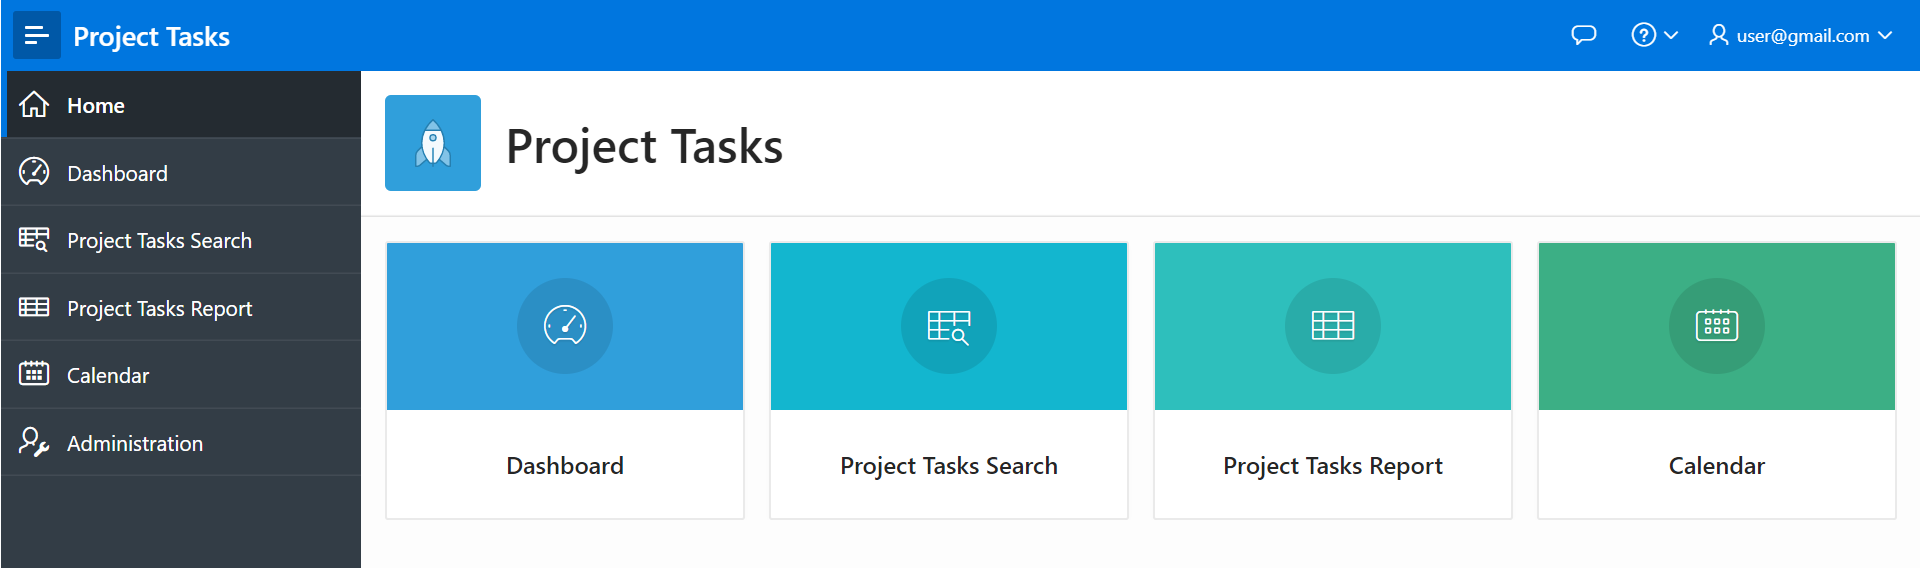 Project Tasks
user@gmail.com
Home
Dashboard
Project Tasks Search
Project Tasks Report
Calendar
Administration
Project Tasks
Dashboard
Project Tasks Search
Project Tasks Report
Calendar